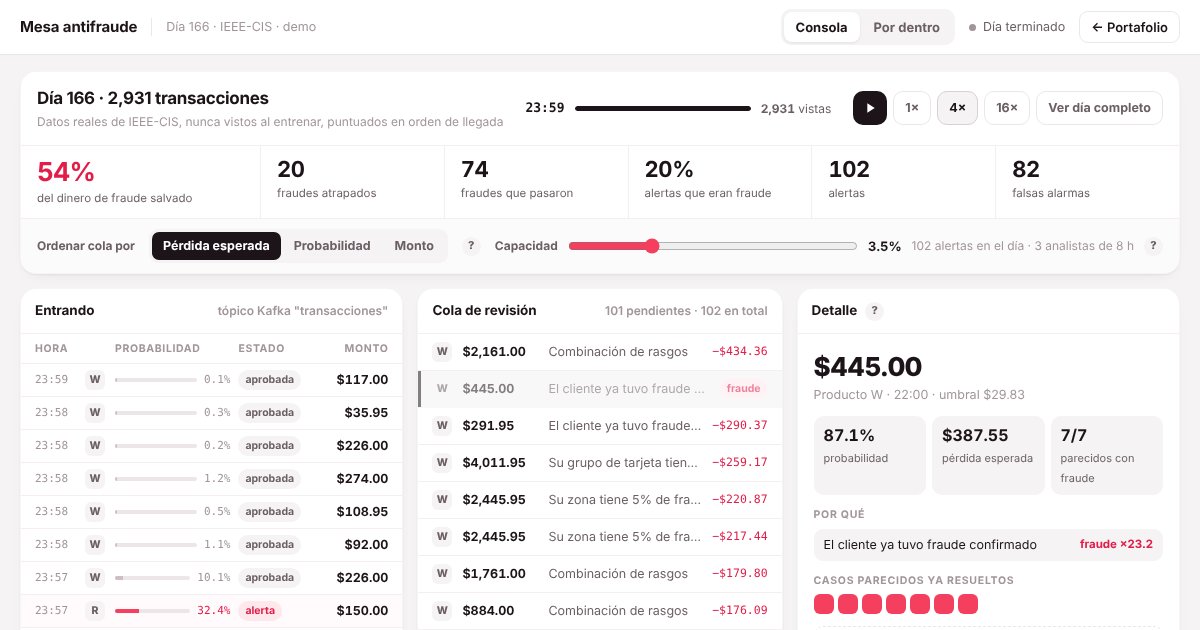 Mesa antifraude Día 166 · IEEE-CIS · demo Consola Por dentro Día terminado ← Portafolio
Día 166 · 2,931 transacciones
Datos reales de IEEE-CIS, nunca vistos al entrenar, puntuados en orden de llegada
23:59 2,931 vistas 1× 4× 16× Ver día completo
54% 20 74 20% 102 82
del dinero de fraude salvado fraudes atrapados fraudes que pasaron alertas que eran fraude alertas falsas alarmas
Ordenar cola por Pérdida esperada Probabilidad Monto ? Capacidad 3.5% 102 alertas en el día · 3 analistas de 8 h ?
Entrando tópico Kafka "transacciones"
HORA PROBABILIDAD ESTADO MONTO
23:59 W 0.1% aprobada $117.00
23:58 W 0.3% aprobada $35.95
23:58 W 0.2% aprobada $226.00
23:58 W 1.2% aprobada $274.00
23:58 W 0.5% aprobada $108.95
23:58 W 1.1% aprobada $92.00
23:57 W 10.1% aprobada $226.00
23:57 R 32.4% alerta $150.00
Cola de revisión 101 pendientes · 102 en total
W $2,161.00 Combinación de rasgos −$434.36
W $445.00 El cliente ya tuvo fraude ... fraude
W $291.95 El cliente ya tuvo fraude... −$290.37
W $4,011.95 Su grupo de tarjeta tien... −$259.17
W $2,445.95 Su zona tiene 5% de fra... −$220.87
W $2,445.95 Su zona tiene 5% de fra... −$217.44
W $1,761.00 Combinación de rasgos −$179.80
W $884.00 Combinación de rasgos −$176.09
Detalle ?
$445.00
Producto W · 22:00 · umbral $29.83
87.1% $387.55 7/7
probabilidad pérdida esperada parecidos con
fraude
POR QUÉ
El cliente ya tuvo fraude confirmado fraude ×23.2
CASOS PARECIDOS YA RESUELTOS